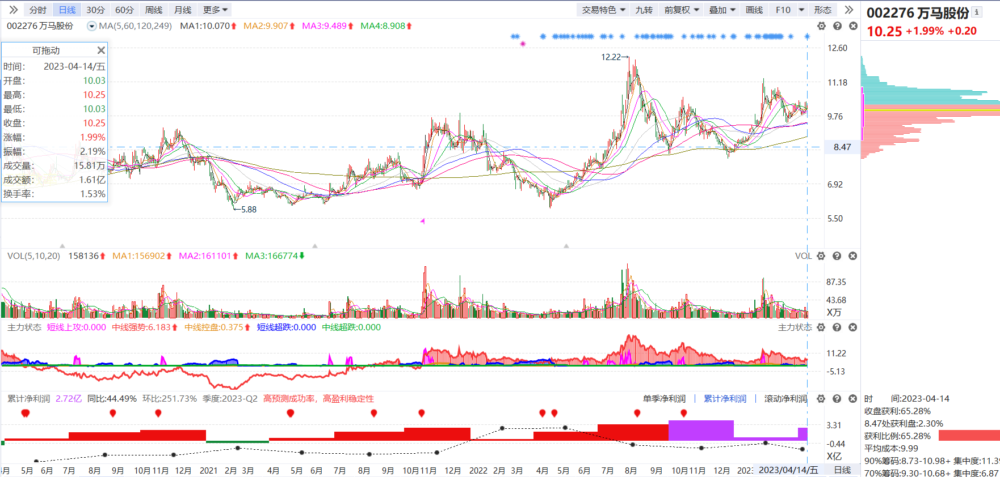 分时 日线 30分 60分 周线 月线 更多 交易特色 九转 前复权 叠加 画线 F10 形态
002276 万马股份 MA(5,60,120,249) MA1:10.070 MA2:9.907 MA3:9.489 MA4:8.908
002276 万马股份
10.25 +1.99% +0.20
可拖动
时间: 2023-04-14/五
开盘: 10.03
最高: 10.25
最低: 10.03
收盘: 10.25
涨幅: 1.99%
振幅: 2.19%
成交量: 15.81万
成交额: 1.61亿
换手率: 1.53%
12.22
5.88
12.60
11.18
9.76
8.47
6.92
5.50
VOL(5,10,20) 158136 MA1:156902 MA2:161101 MA3:166774 VOL
87.35
43.68
X万
主力状态 短线上攻:0.000 中线强势:6.183 中线控盘:0.375 短线超跌:0.000 中线超跌:0.000 主力状态
11.22
-5.13
累计净利润 2.72亿 同比:44.49% 环比:251.73% 季度:2023-Q2 高预测成功率，高盈利稳定性 单季净利润 累计净利润 滚动净利润
3.31
-0.44
X亿
月 5月 6月 7月 8月 9月 10月 11月 12月 2021 2月 3月 4月 5月 6月 7月 8月 9月 10月 11月 12月 2022 2月 3月 4月 5月 6月 7月 8月 9月 10月 11月 12月 2023 2023/04/14/五 日线
时 间:2023-04-14
收盘获利:65.28%
8.47处获利盘:2.30%
获利比例:65.28%
平均成本:9.99
90%筹码:8.73-10.98+ 集中度:11.3
70%筹码:9.30-10.68+ 集中度:6.87